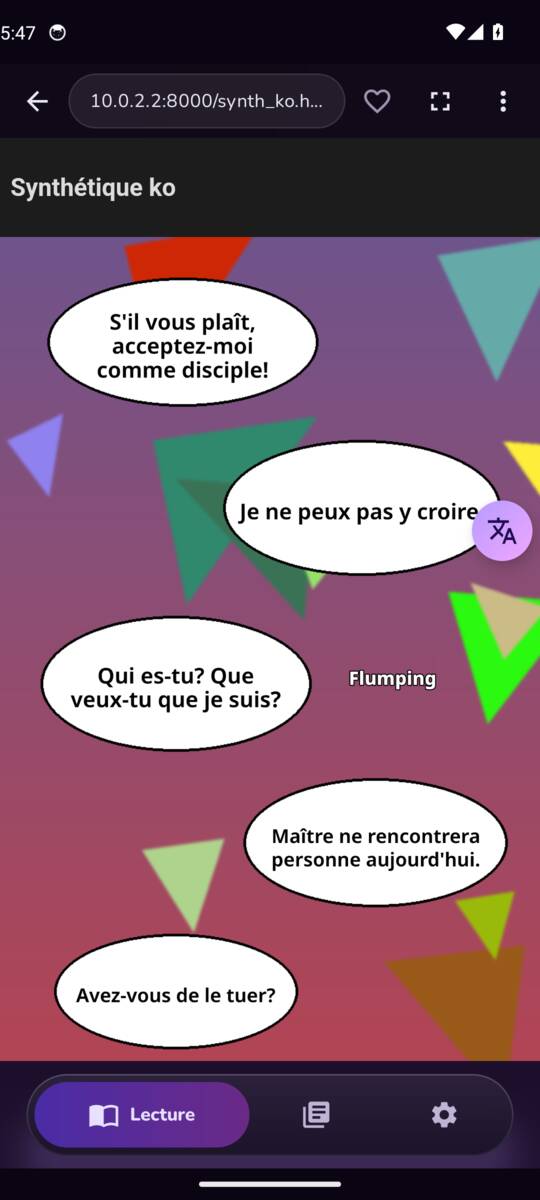 5:47
10.0.2.2:8000/synth_ko.h...
Synthétique ko
S'il vous plaît,
acceptez-moi
comme disciple!
Je ne peux pas y croire
Qui es-tu? Que
veux-tu que je suis?
Flumping
Maître ne rencontrera
personne aujourd'hui.
Avez-vous de le tuer?
Lecture